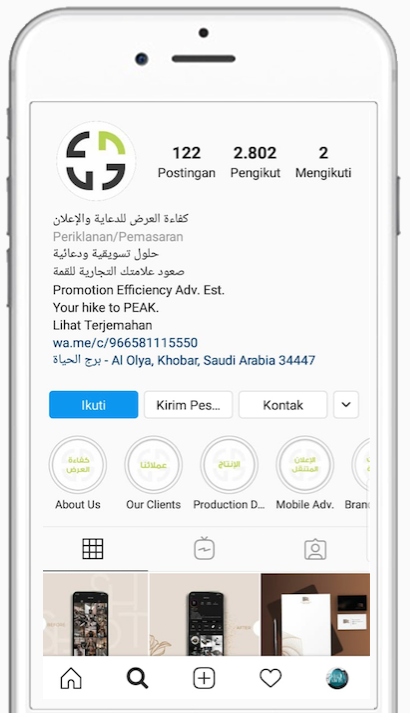 122 2.802 2
Postingan Pengikut Mengikuti
كفاءة العرض للدعاية والإعلان
Periklanan/Pemasaran
حلول تسويقية ودعائية
صعود علامتك التجارية للقمة
Promotion Efficiency Adv. Est.
Your hike to PEAK.
Lihat Terjemahan
wa.me/c/966581115550
برج الحياة - Al Olya, Khobar, Saudi Arabia 34447
Ikuti Kirim Pes... Kontak
كفاءة العرض
عملائنا
الإنتاج
الإعلان المتنقل
About Us Our Clients Production D... Mobile Adv. Bran